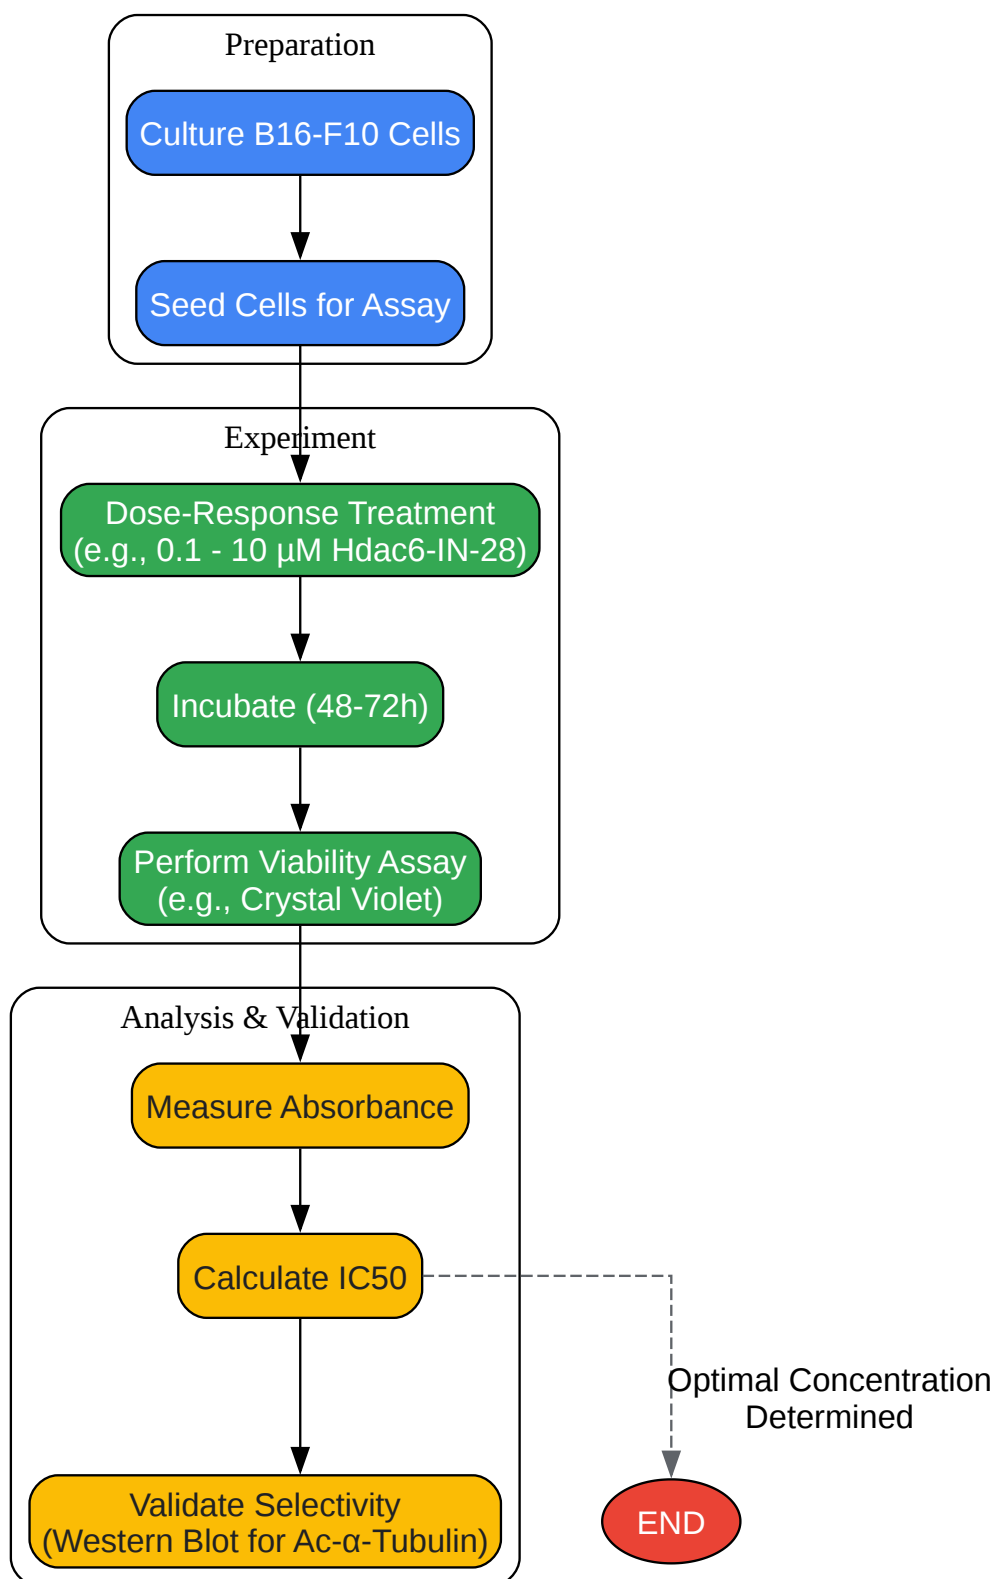 Preparation
Culture B16-F10 Cells
Seed Cells for Assay
Experiment
Dose-Response Treatment
(e.g., 0.1 - 10 µM Hdac6-IN-28)
Incubate (48-72h)
Perform Viability Assay
(e.g., Crystal Violet)
Analysis & Validation
Measure Absorbance
Calculate IC50
Optimal Concentration
Determined
Validate Selectivity
(Western Blot for Ac-α-Tubulin)
END